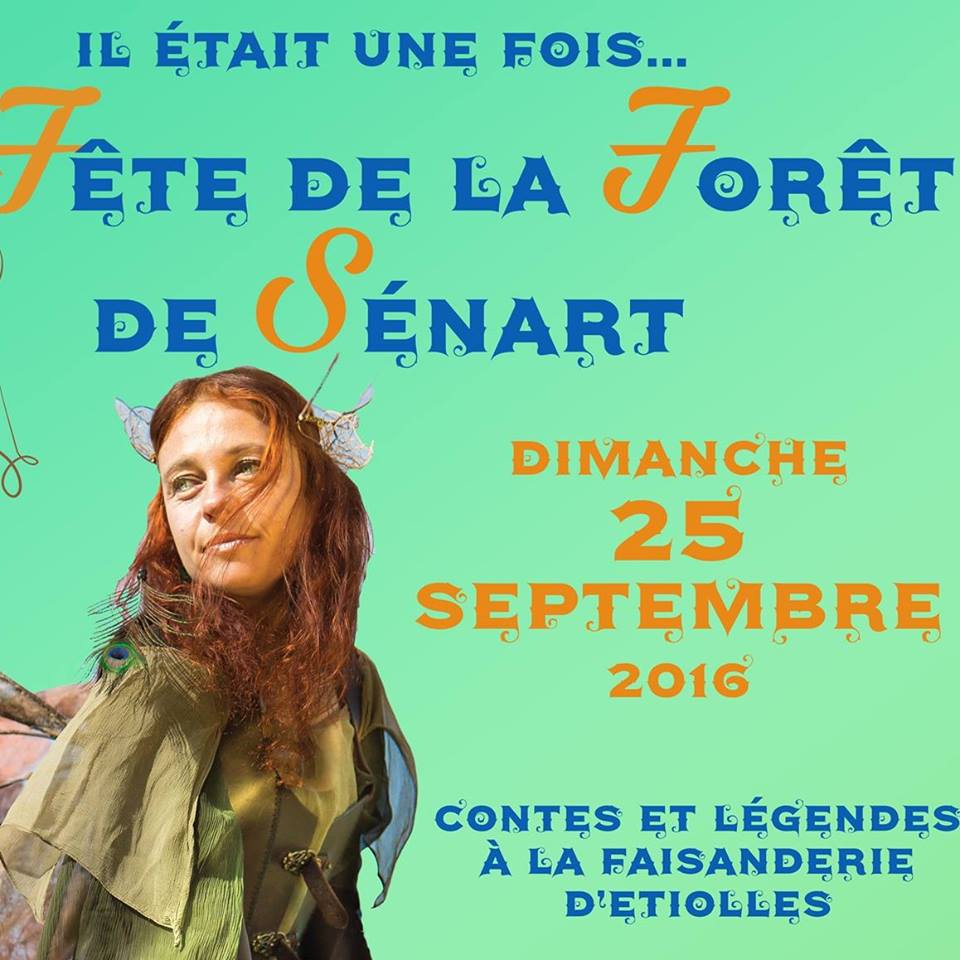 IL ÉTAIT UNE FOIS...
FÊTE DE LA FORÊT
DE SÉNART
DIMANCHE
25
SEPTEMBRE
2016
CONTES ET LÉGENDES
À LA FAISANDERIE
D'ETIOLLES